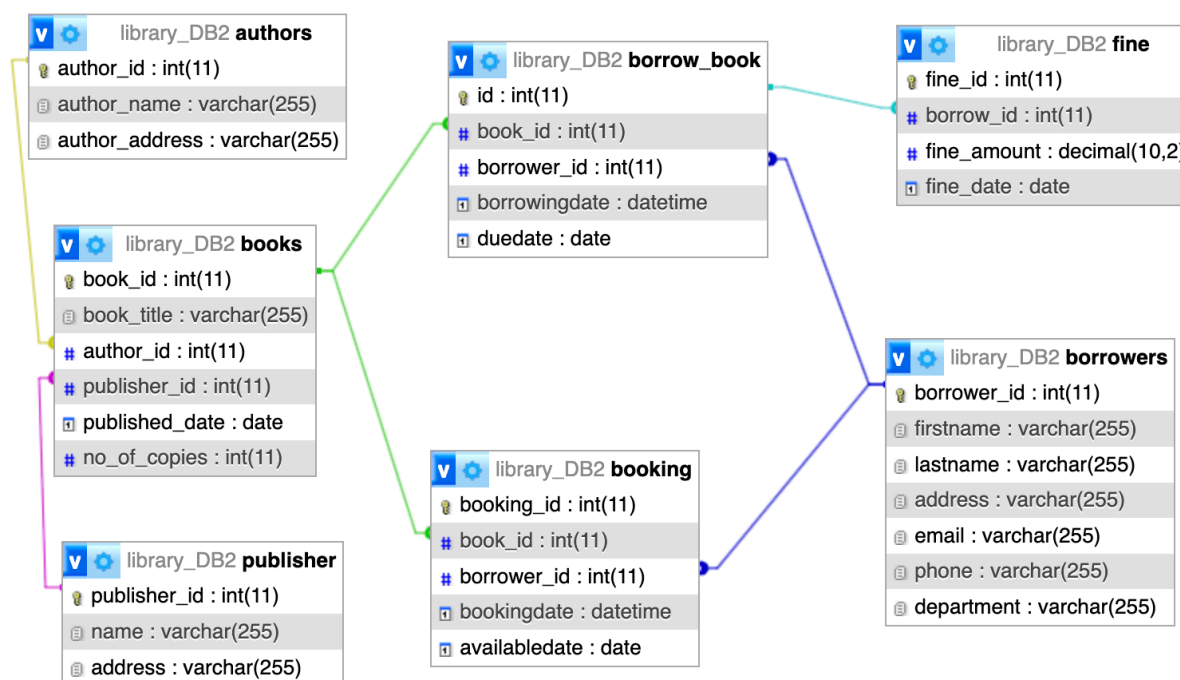 library_DB2 authors
author_id : int(11)
author_name : varchar(255)
author_address : varchar(255)
library_DB2 books
book_id : int(11)
book_title : varchar(255)
author_id : int(11)
publisher_id : int(11)
published_date : date
no_of_copies : int(11)
library_DB2 publisher
publisher_id : int(11)
name : varchar(255)
address : varchar(255)
library_DB2 borrow_book
id : int(11)
book_id : int(11)
borrower_id : int(11)
borrowingdate : datetime
duedate : date
library_DB2 booking
booking_id : int(11)
book_id : int(11)
borrower_id : int(11)
bookingdate : datetime
availabledate : date
library_DB2 fine
fine_id : int(11)
borrow_id : int(11)
fine_amount : decimal(10,2)
fine_date : date
library_DB2 borrowers
borrower_id : int(11)
firstname : varchar(255)
lastname : varchar(255)
address : varchar(255)
email : varchar(255)
phone : varchar(255)
department : varchar(255)